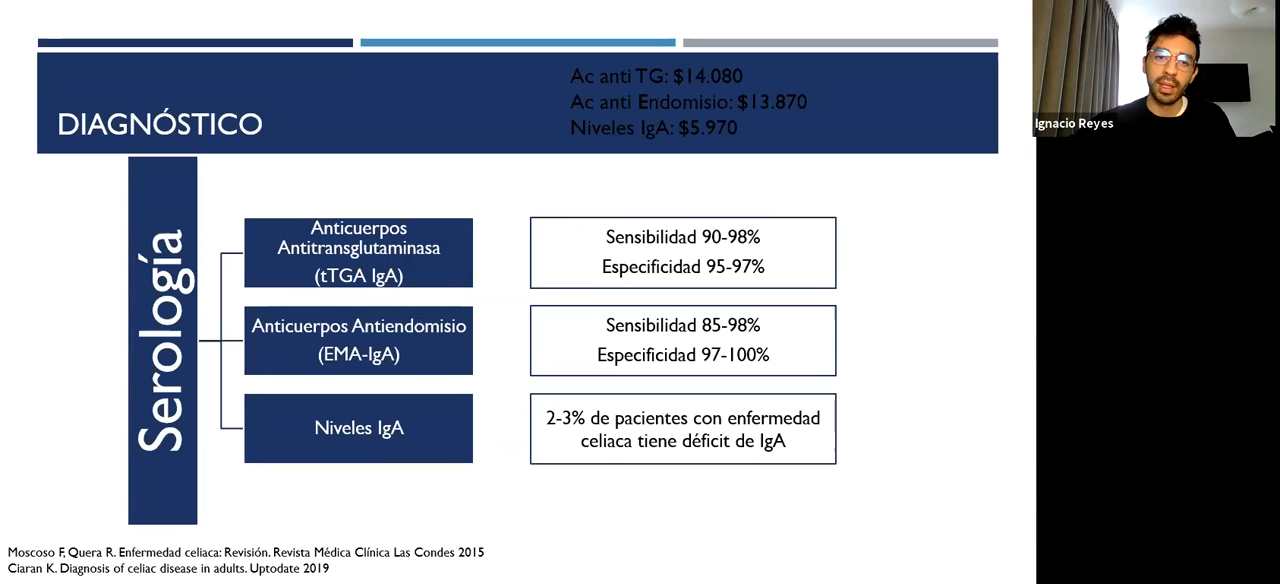 DIAGNÓSTICO
Ac anti TG: $14.080
Ac anti Endomisio: $13.870
Niveles IgA: $5.970
Ignacio Reyes
Serología
Anticuerpos
Antitransglutaminasa
(tTGA IgA)
Sensibilidad 90-98%
Especificidad 95-97%
Anticuerpos Antiendomisio
(EMA-IgA)
Sensibilidad 85-98%
Especificidad 97-100%
Niveles IgA
2-3% de pacientes con enfermedad
celiaca tiene déficit de IgA
Moscoso F, Quera R. Enfermedad celiaca: Revisión. Revista Médica Clínica Las Condes 2015
Ciaran K. Diagnosis of celiac disease in adults. Uptodate 2019